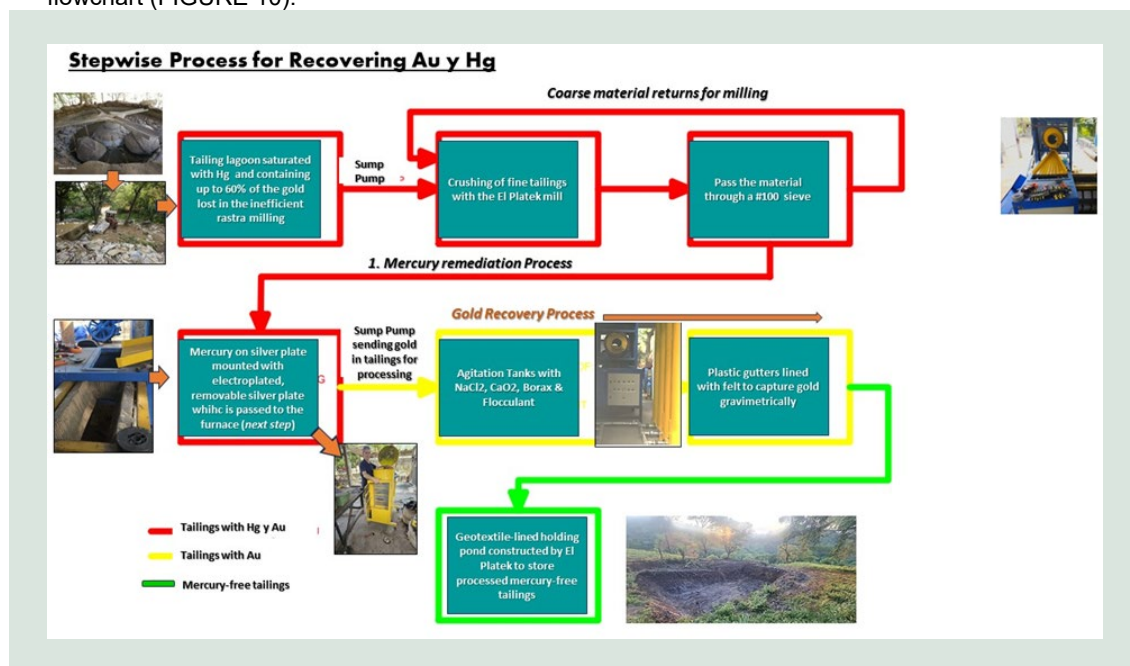 flowchart (FIGURE 10).
Stepwise Process for Recovering Au y Hg
Coarse material returns for milling
Tailing lagoon saturated
with Hg and containing
up to 60% of the gold
lost in the inefficient
rastra milling
Sump
Pump
Crushing of fine tailings
with the El Platek mill
Pass the material
through a #100 sieve
1. Mercury remediation Process
Mercury on silver plate
mounted with
electroplated,
removable silver plate
whihc is passed to the
furnace (next step)
Sump Pump
sending gold
in tailings for
processing
Gold Recovery Process
Agitation Tanks with
NaCl2, CaO2, Borax &
Flocculant
Plastic gutters lined
with felt to capture gold
gravimetrically
Tailings with Hg y Au
Tailings with Au
Mercury-free tailings
Geotextile-lined holding
pond constructed by El
Platek to store
processed mercury-free
tailings